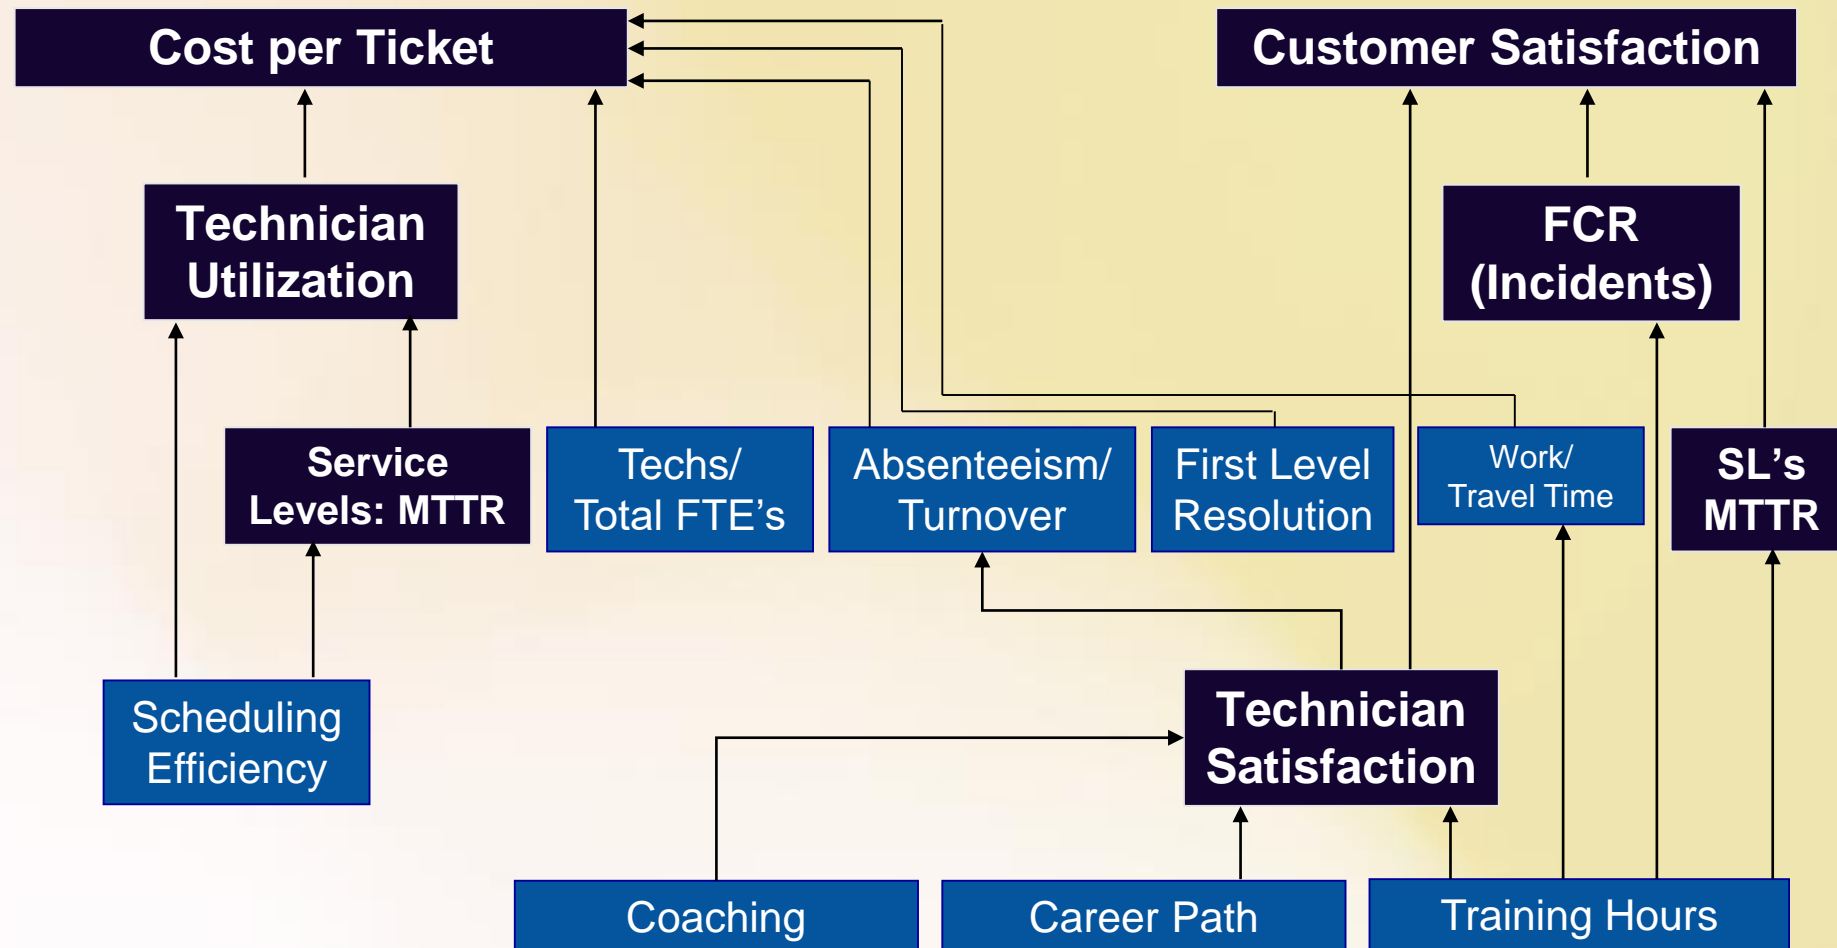 Cost per Ticket
Customer Satisfaction
Technician
Utilization
FCR
(Incidents)
Service
Levels: MTTR
Techs/
Total FTE's
Absenteeism/
Turnover
First Level
Resolution
Work/
Travel Time
SL’s
MTTR
Scheduling
Efficiency
Technician
Satisfaction
Coaching
Career Path
Training Hours